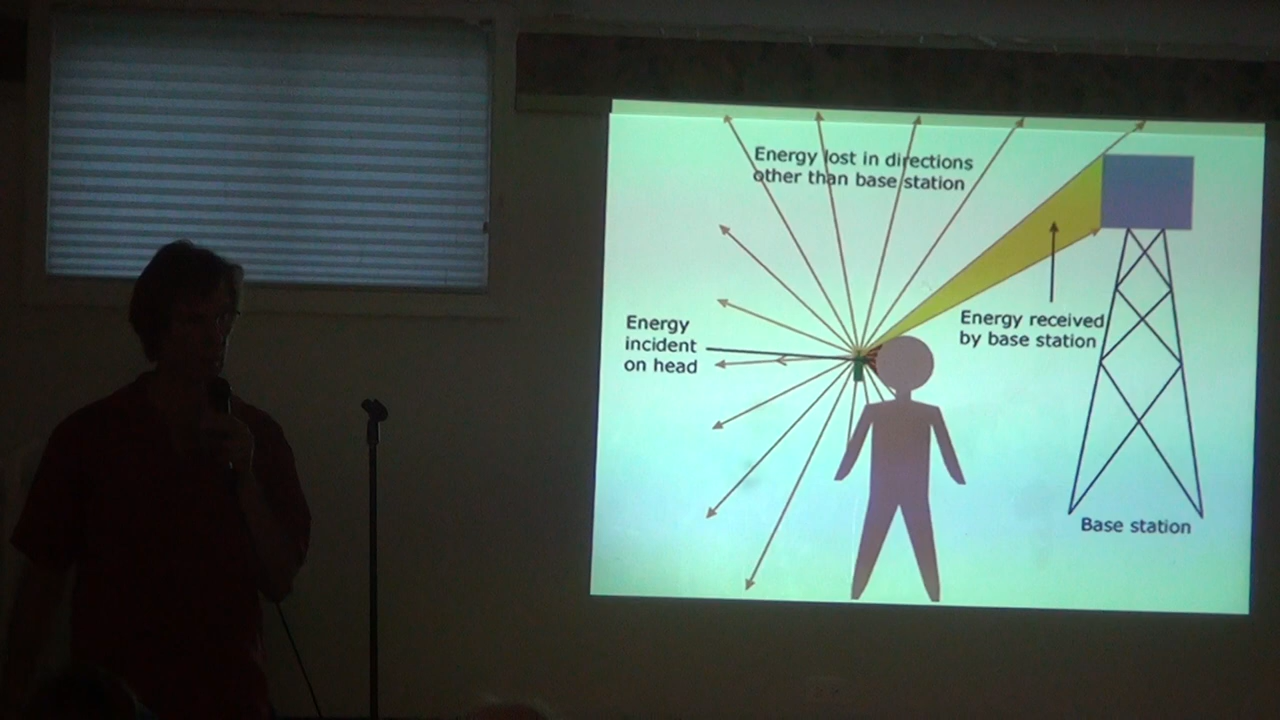 Energy lost in directions
other than base station
Energy
incident
on head
Energy received
by base station
Base station